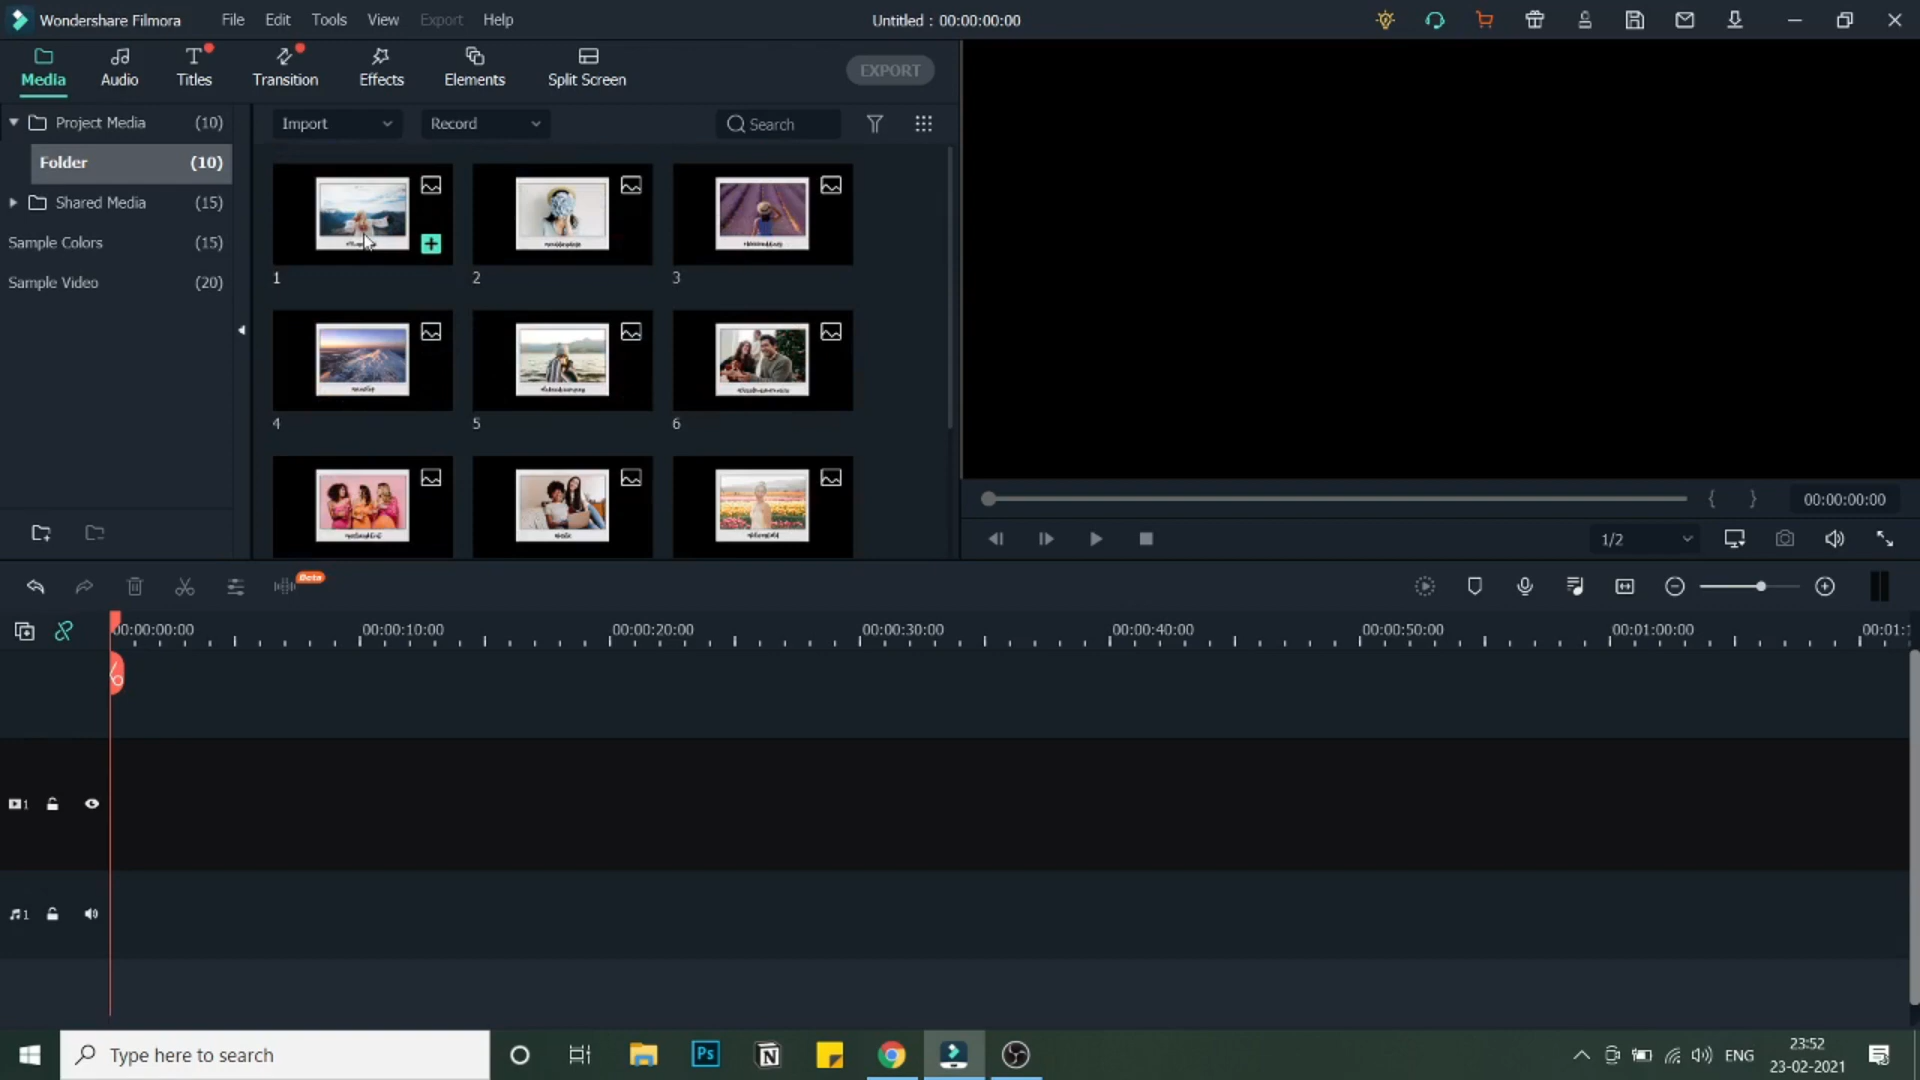 Wondershare Filmora File Edit Tools View Export Help Untitled : 00:00:00:00
Media Audio Titles Transition Effects Elements Split Screen EXPORT
Project Media (10) Import Record Search
Folder (10)
Shared Media (15)
Sample Colors (15)
Sample Video (20)
1 2 3
4 5 6
00:00:00:00
1/2
Beta
00:00:00:00 00:00:10:00 00:00:20:00 00:00:30:00 00:00:40:00 00:00:50:00 00:01:00:00 00:01:1
1
1
Type here to search Ps ENG 23:52
23-02-2021